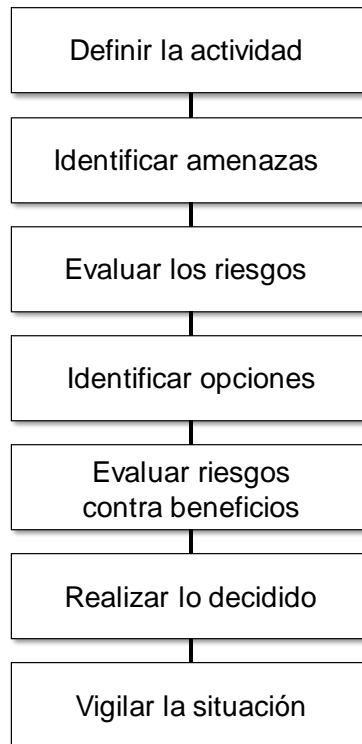 Definir la actividad
Identificar amenazas
Evaluar los riesgos
Identificar opciones
Evaluar riesgos
contra beneficios
Realizar lo decidido
Vigilar la situación